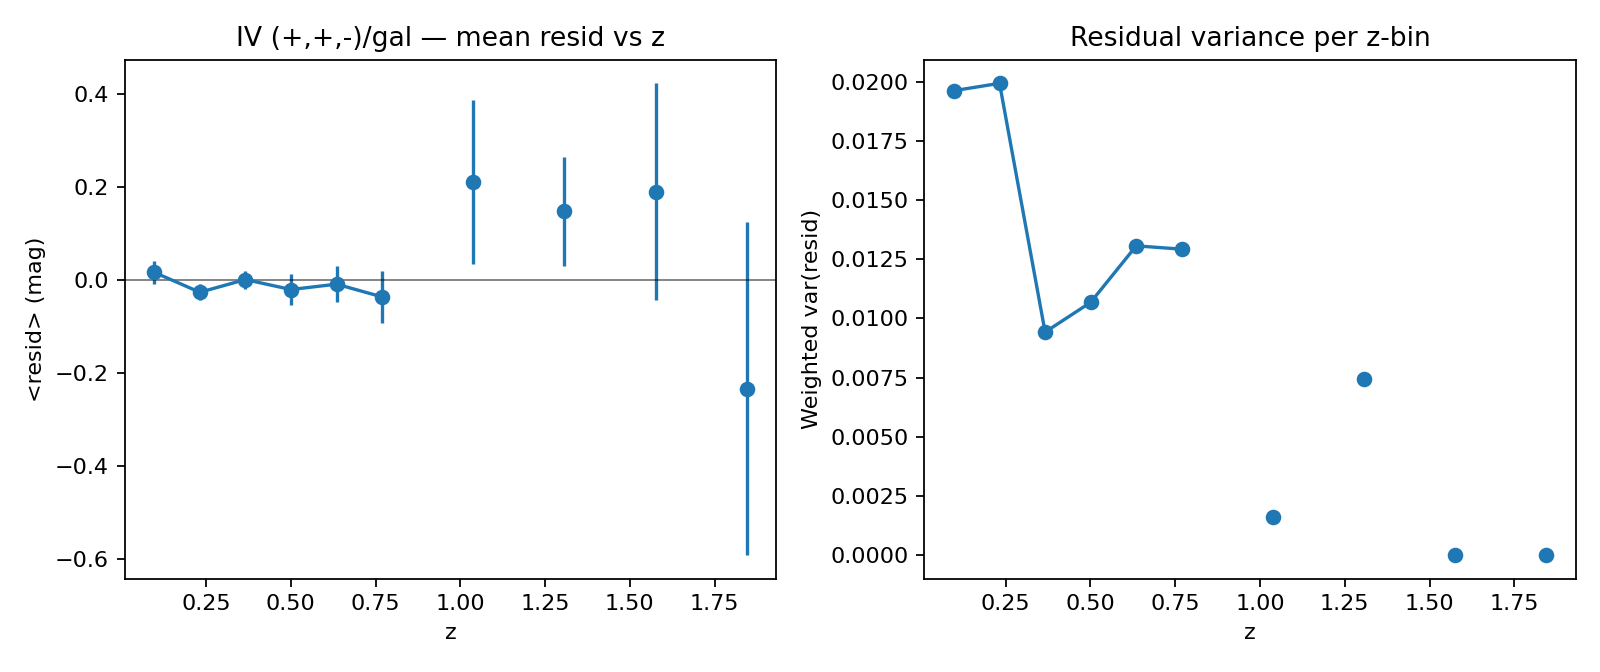 IV (+,+,-)/gal — mean resid vs z
<resid> (mag)
0.4
0.2
0.0
−0.2
−0.4
−0.6
0.25 0.50 0.75 1.00 1.25 1.50 1.75
z
Residual variance per z-bin
Weighted var(resid)
0.0200
0.0175
0.0150
0.0125
0.0100
0.0075
0.0050
0.0025
0.0000
0.25 0.50 0.75 1.00 1.25 1.50 1.75
z